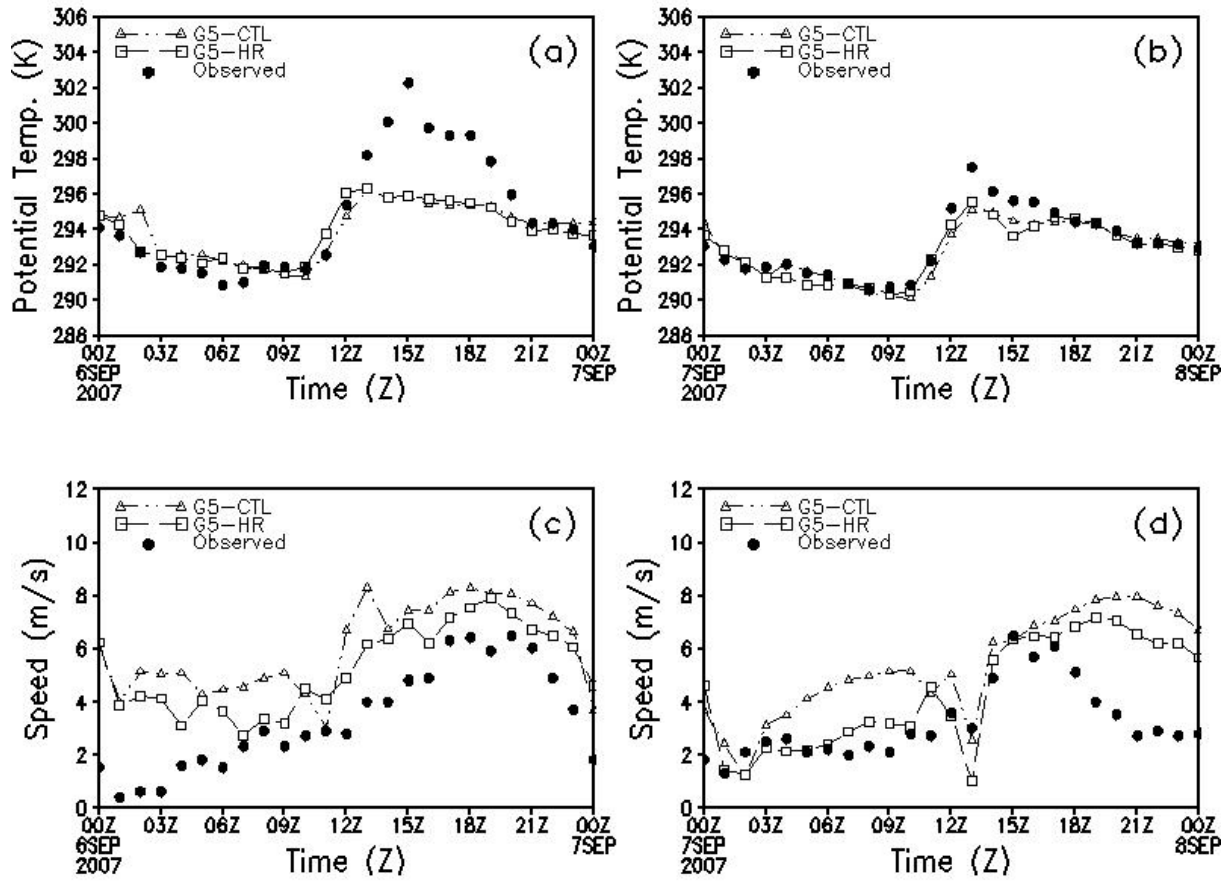 Potential Temp. (K)
306
304
302
300
298
296
294
292
290
288
G5-CTL
G5-HR
Observed
(a)
00Z 03Z 06Z 09Z 12Z 15Z 18Z 21Z 00Z
6SEP 7SEP
2007
Time (Z)
Potential Temp. (K)
306
304
302
300
298
296
294
292
290
288
G5-CTL
G5-HR
Observed
(b)
00Z 03Z 06Z 09Z 12Z 15Z 18Z 21Z 00Z
7SEP 8SEP
2007
Time (Z)
Speed (m/s)
12
10
8
6
4
2
0
G5-CTL
G5-HR
Observed
(c)
00Z 03Z 06Z 09Z 12Z 15Z 18Z 21Z 00Z
6SEP 7SEP
2007
Time (Z)
Speed (m/s)
12
10
8
6
4
2
0
G5-CTL
G5-HR
Observed
(d)
00Z 03Z 06Z 09Z 12Z 15Z 18Z 21Z 00Z
7SEP 8SEP
2007
Time (Z)